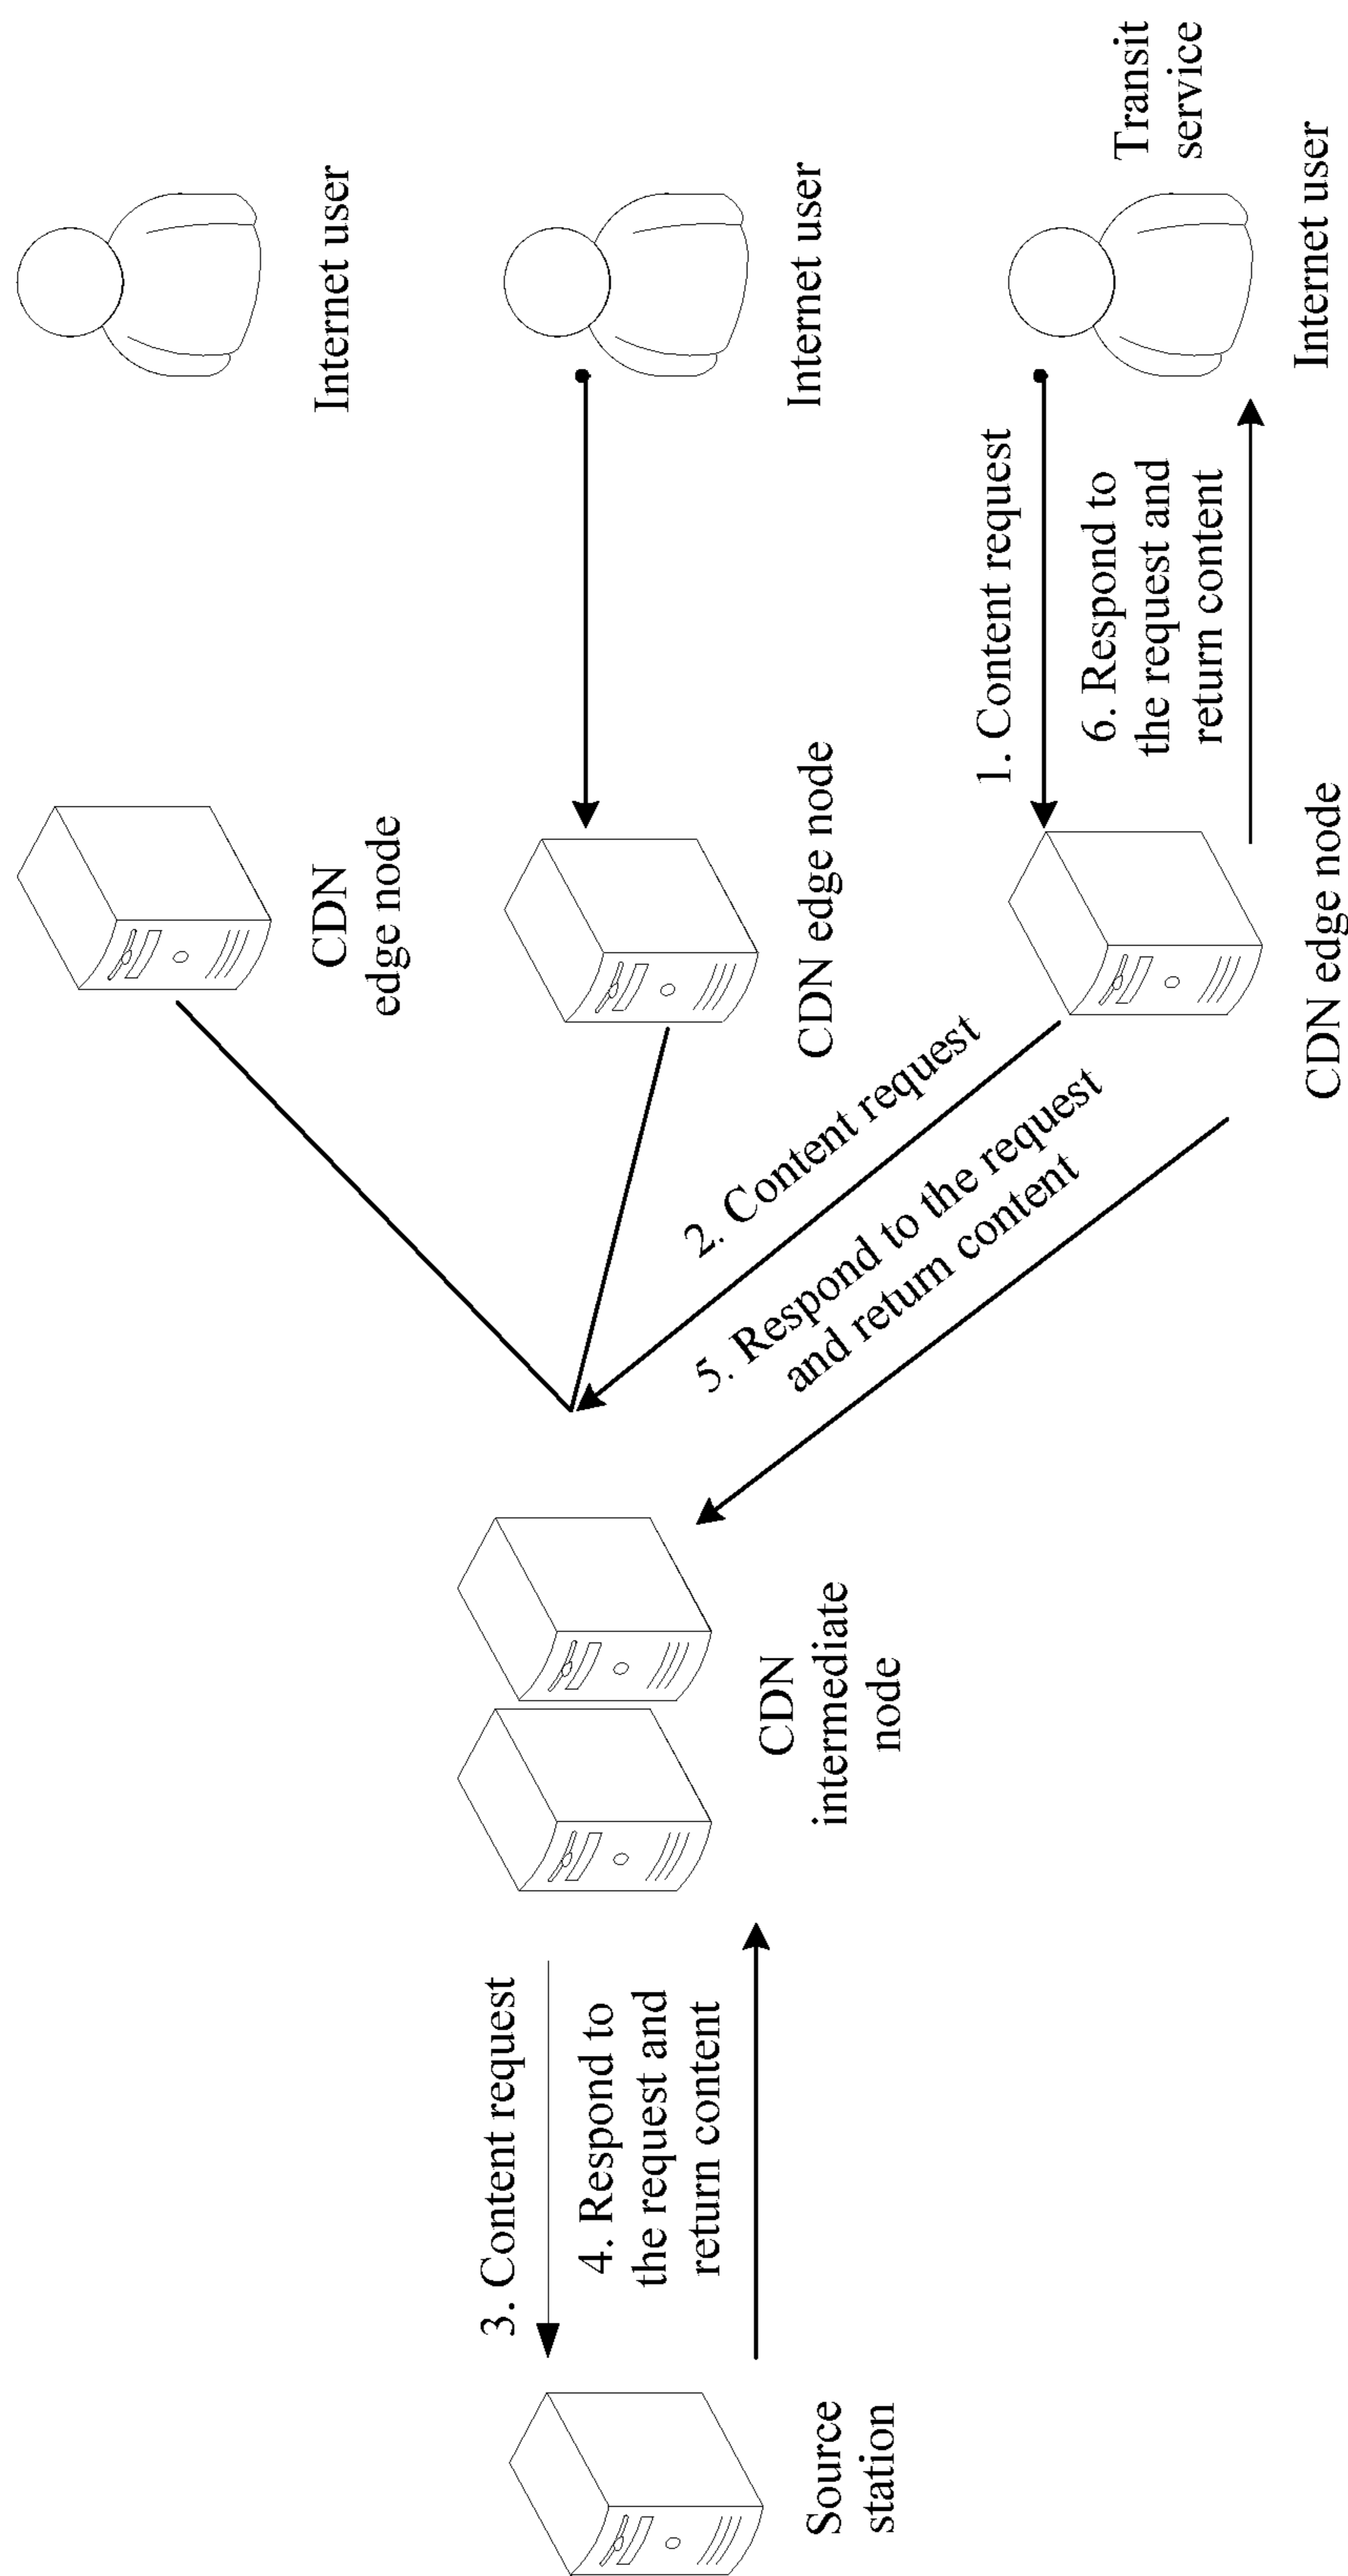 Internet user
Internet user
Transit
service
Internet user
CDN
edge node
CDN edge node
1. Content request
6. Respond to
the request and
return content
CDN edge node
2. Content request
5. Respond to the request
and return content
CDN
intermediate
node
3. Content request
4. Respond to
the request and
return content
Source
station